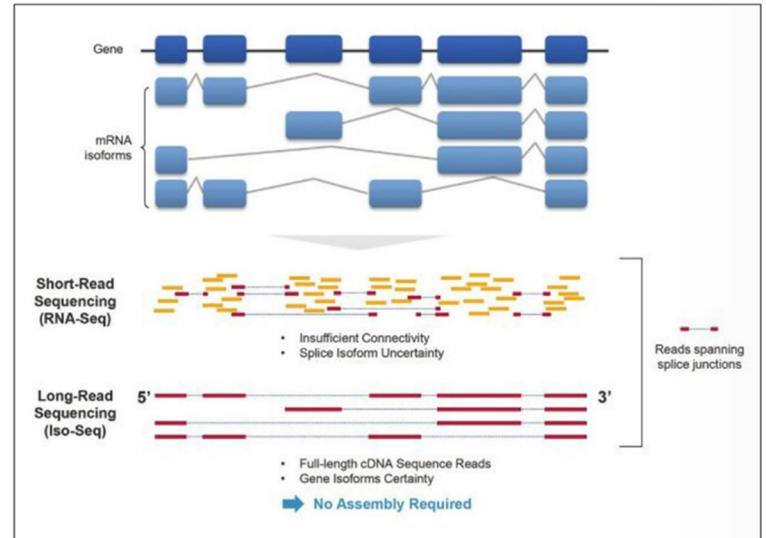 Gene
mRNA
isoforms
Short-Read
Sequencing
(RNA-Seq)
• Insufficient Connectivity
• Splice Isoform Uncertainty
Reads spanning
splice junctions
Long-Read
Sequencing
(Iso-Seq)
5’
3’
• Full-length cDNA Sequence Reads
• Gene Isoforms Certainty
No Assembly Required